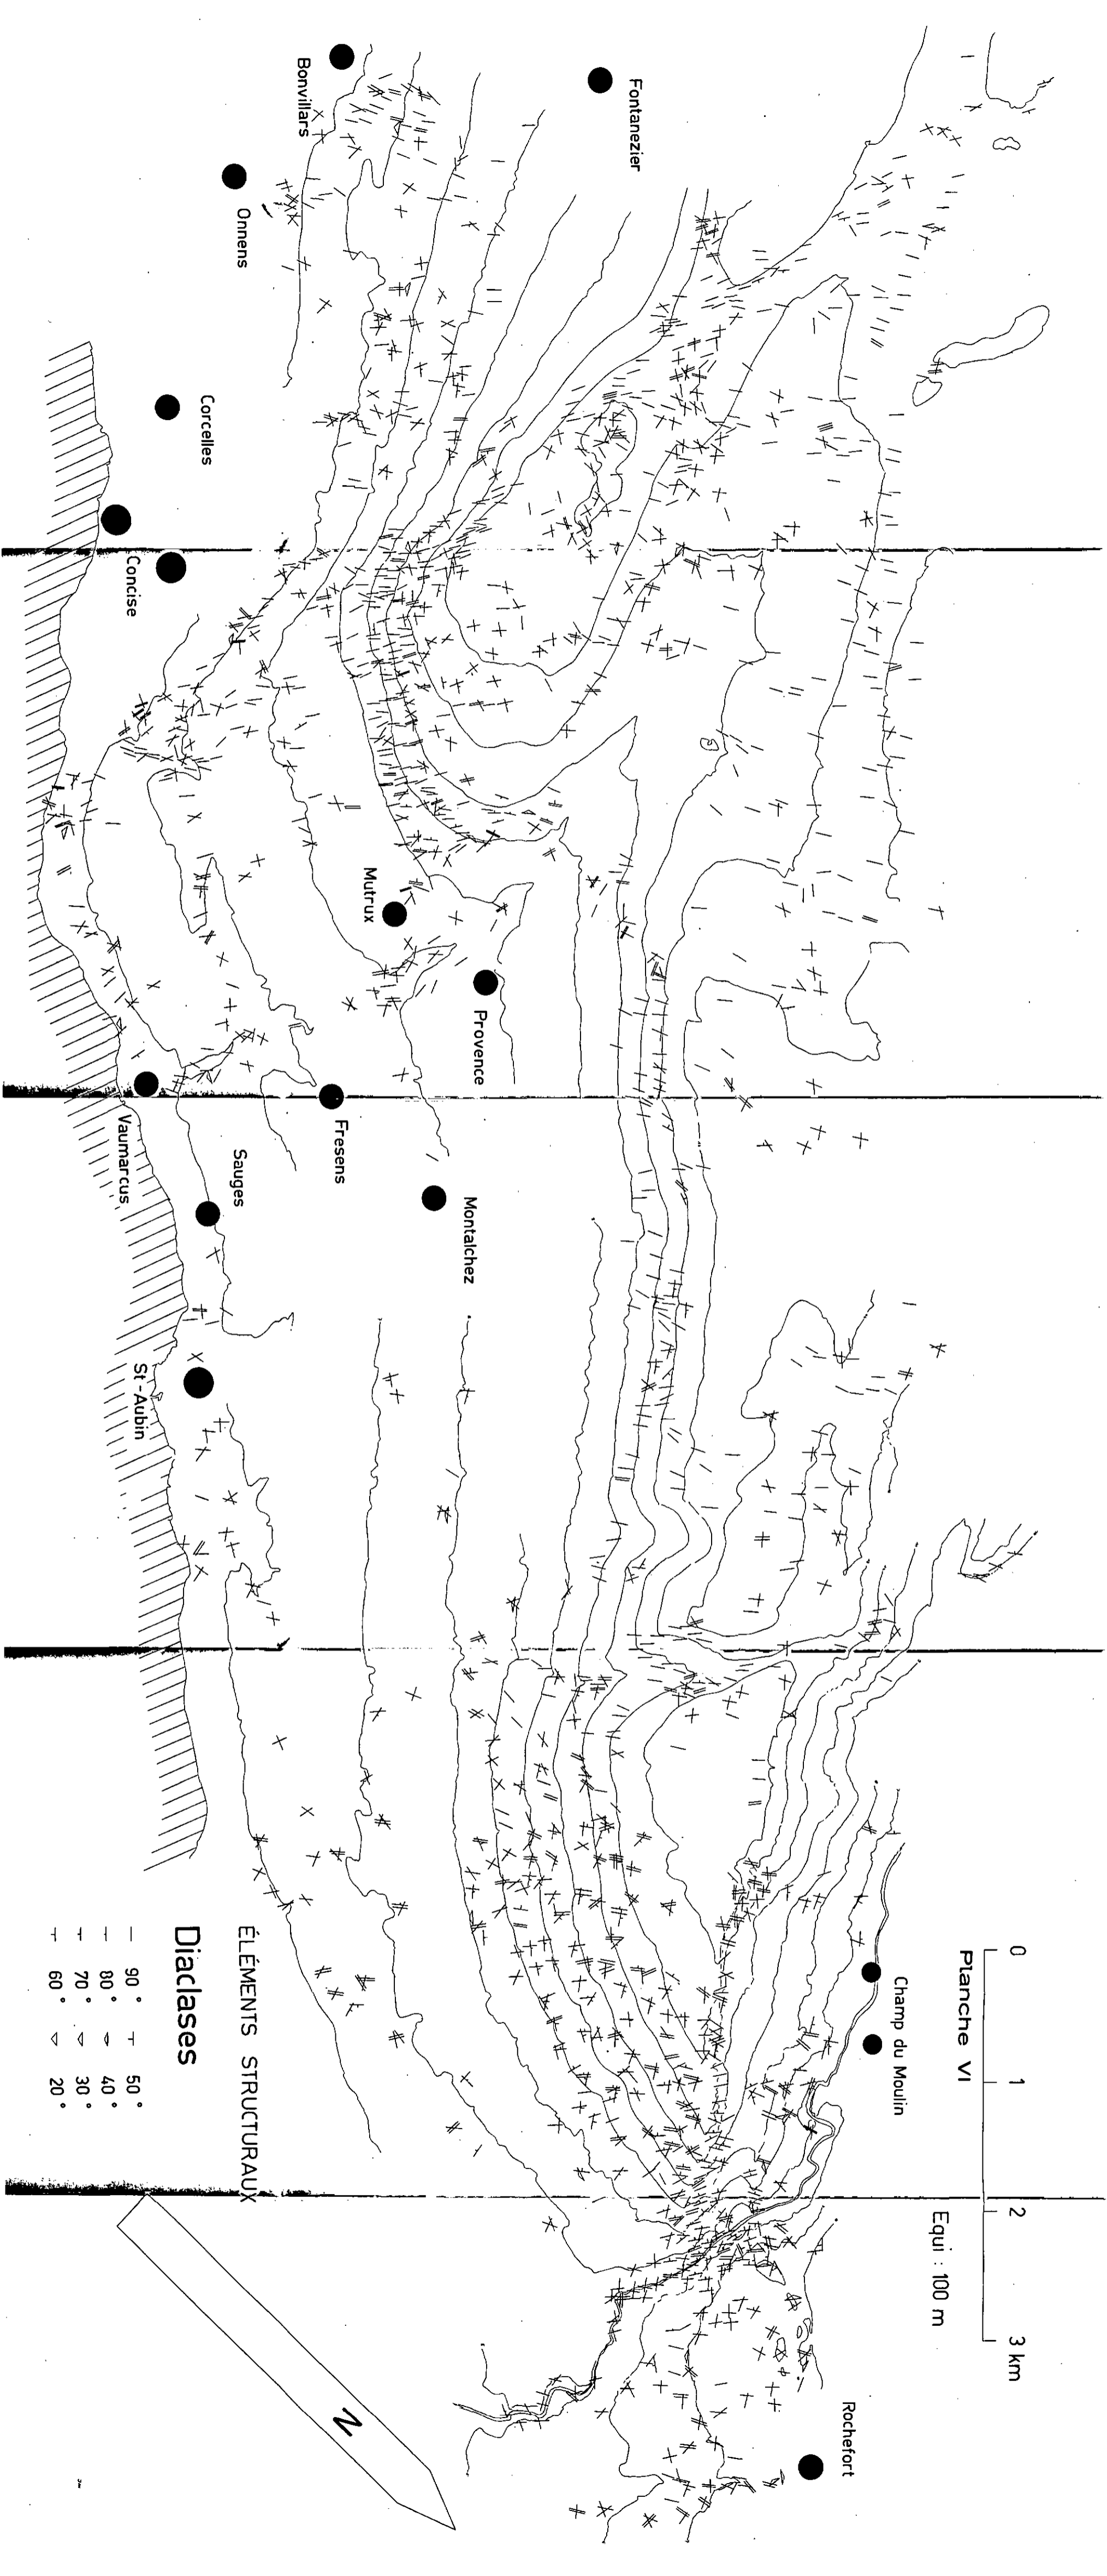 Planche VI
0 1 2 3 km
Equi : 100 m
Rochefort
Champ du Moulin
Fontanezier
Bonvillars
Onnens
Corcelles
Concise
Mutrux
Provence
Fresens
Montalchez
Vaumarcus
Sauges
St-Aubin
ÉLÉMENTS STRUCTURAUX
Diaclases
90° 50°
80° 40°
70° 30°
60° 20°
N